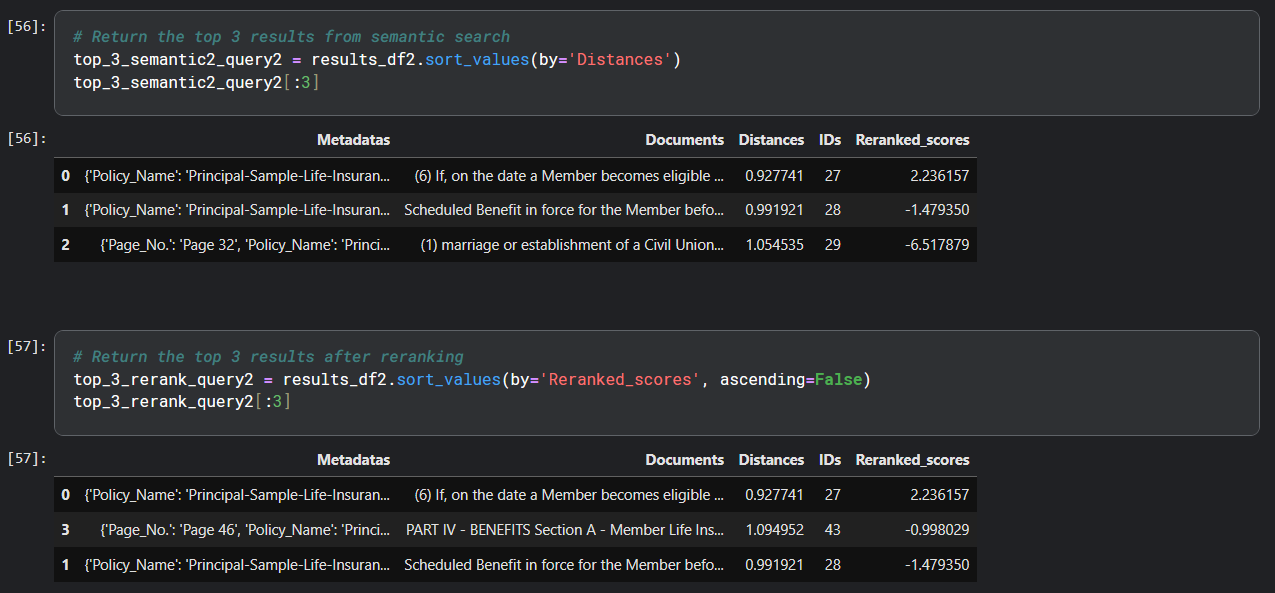 [56]:
# Return the top 3 results from semantic search
top_3_semantic2_query2 = results_df2.sort_values(by='Distances')
top_3_semantic2_query2[:3]
[56]:
Metadatas Documents Distances IDs Reranked_scores
0 {'Policy_Name': 'Principal-Sample-Life-Insuran... (6) If, on the date a Member becomes eligible ... 0.927741 27 2.236157
1 {'Policy_Name': 'Principal-Sample-Life-Insuran... Scheduled Benefit in force for the Member befo... 0.991921 28 -1.479350
2 {'Page_No.': 'Page 32', 'Policy_Name': 'Princi... (1) marriage or establishment of a Civil Union... 1.054535 29 -6.517879
[57]:
# Return the top 3 results after reranking
top_3_rerank_query2 = results_df2.sort_values(by='Reranked_scores', ascending=False)
top_3_rerank_query2[:3]
[57]:
Metadatas Documents Distances IDs Reranked_scores
0 {'Policy_Name': 'Principal-Sample-Life-Insuran... (6) If, on the date a Member becomes eligible ... 0.927741 27 2.236157
3 {'Page_No.': 'Page 46', 'Policy_Name': 'Princi... PART IV - BENEFITS Section A - Member Life Ins... 1.094952 43 -0.998029
1 {'Policy_Name': 'Principal-Sample-Life-Insuran... Scheduled Benefit in force for the Member befo... 0.991921 28 -1.479350